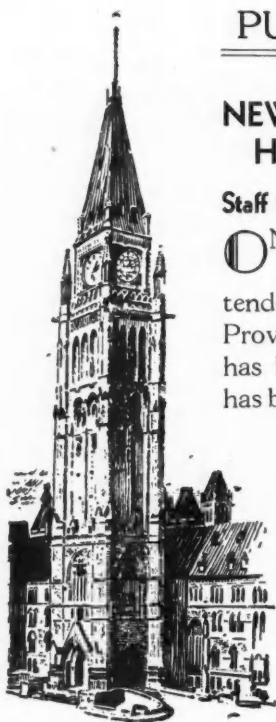 PU
NEW
H
Staff
ON
tend
Prov
has
has b